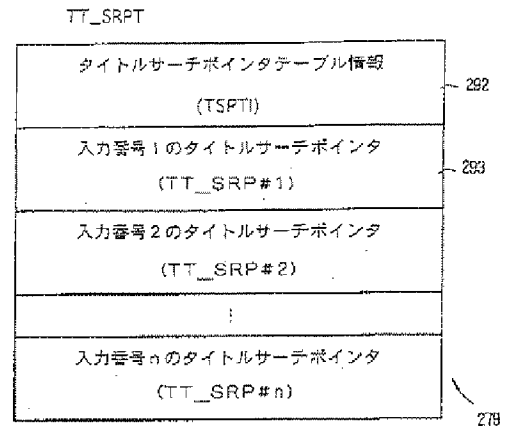 TT_SRPT
タイトルサーチポインタテーブル情報
(TSPTI)
292
入力番号1のタイトルサーチポインタ
(TT_SRP#1)
293
入力番号2のタイトルサーチポインタ
(TT_SRP#2)
⋮
入力番号nのタイトルサーチポインタ
(TT_SRP#n)
279